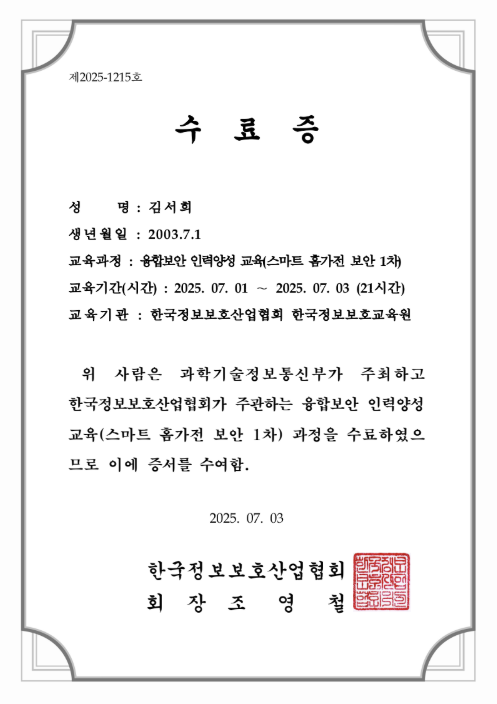 제2025-1215호
수 료 증
성 명 : 김서희
생년월일 : 2003.7.1
교육과정 : 융합보안 인력양성 교육(스마트 홈가전 보안 1차)
교육기간(시간) : 2025. 07. 01 ~ 2025. 07. 03 (21시간)
교육기관 : 한국정보보호산업협회 한국정보보호교육원
위 사람은 과학기술정보통신부가 주최하고
한국정보보호산업협회가 주관하는 융합보안 인력양성
교육(스마트 홈가전 보안 1차) 과정을 수료하였으
므로 이에 증서를 수여함.
2025. 07. 03
한국정보보호산업협회
회 장 조 영 철